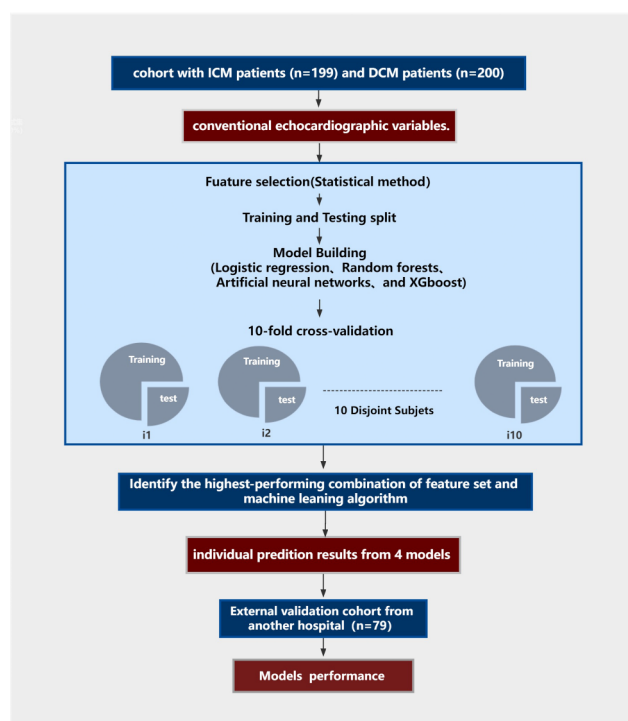 cohort with ICM patients (n=199) and DCM patients (n=200)
conventional echocardiographic variables.
Fuature selection(Statistical method)
Training and Testing split
Model Building
(Logistic regression、Random forests、
Artificial neural networks、and XGboost)
10-fold cross-validation
Training
test
i1
Training
test
i2
10 Disjoint Subjets
Training
test
i10
Identify the highest-performing combination of feature set and
machine leaning algorithm
individual predition results from 4 models
External validation cohort from
another hospital (n=79)
Models performance